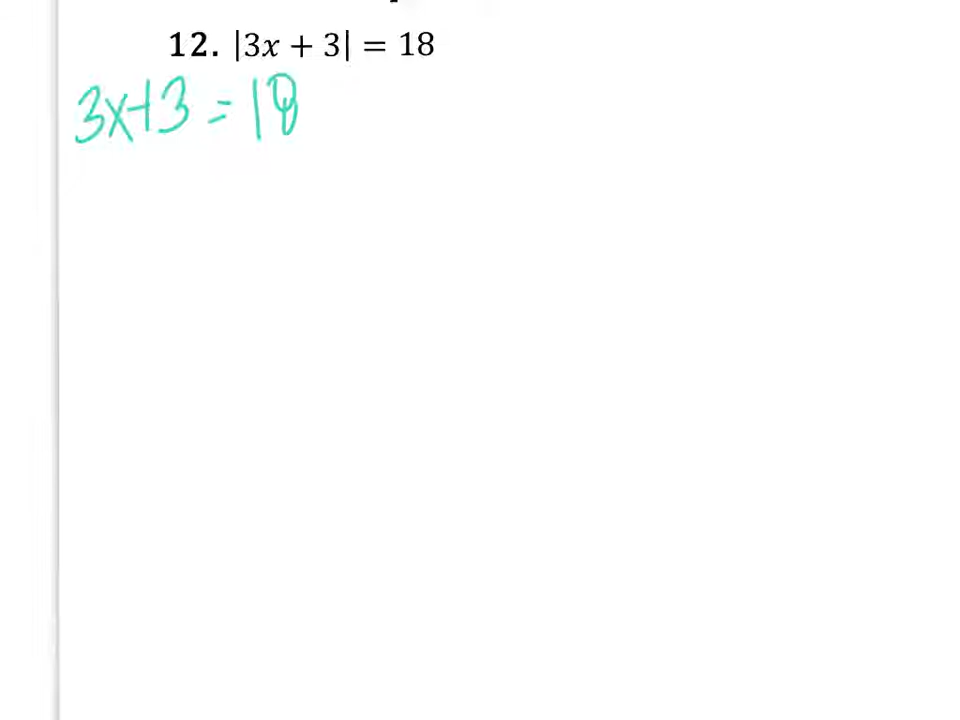 12. |3x + 3| = 18
3x+3 = 18